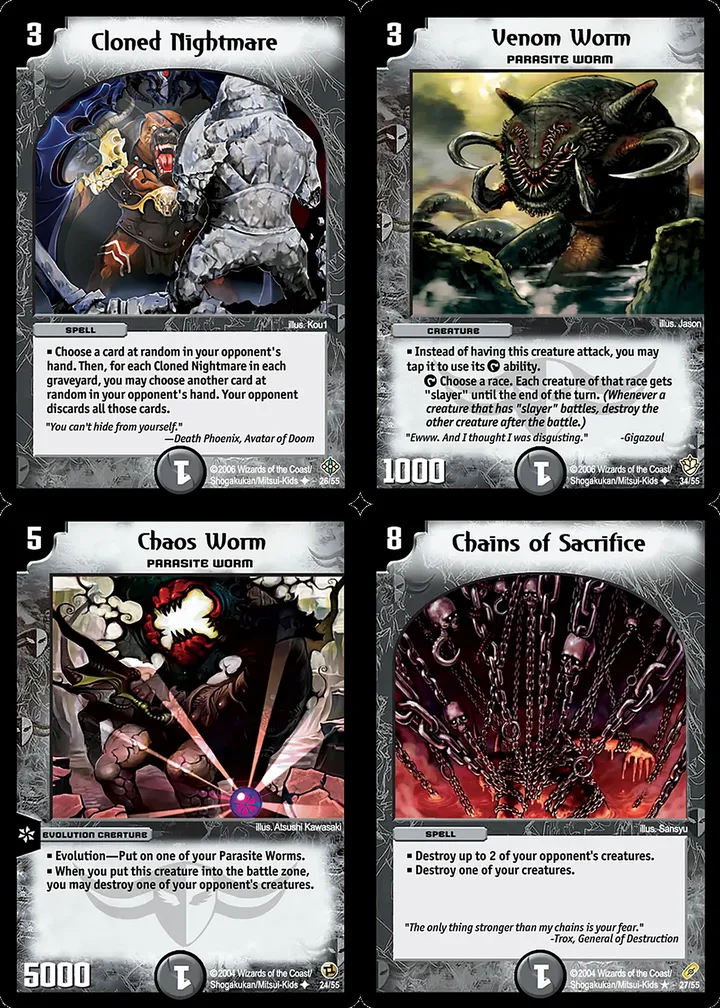 3
Cloned Nightmare
illus. Kou1
SPELL
▪ Choose a card at random in your opponent's
hand. Then, for each Cloned Nightmare in each
graveyard, you may choose another card at
random in your opponent's hand. Your opponent
discards all those cards.
"You can't hide from yourself."
—Death Phoenix, Avatar of Doom
1
©2006 Wizards of the Coast/
Shogakukan/Mitsui-Kids ✦ 26/55
3
Venom Worm
PARASITE WORM
illus. Jason
CREATURE
▪ Instead of having this creature attack, you may
tap it to use its ability.
Choose a race. Each creature of that race gets
"slayer" until the end of the turn. (Whenever a
creature that has "slayer" battles, destroy the
other creature after the battle.)
"Ewww. And I thought I was disgusting." -Gigazoul
1000
1
©2006 Wizards of the Coast/
Shogakukan/Mitsui-Kids ✦ 34/55
5
Chaos Worm
PARASITE WORM
illus. Atsushi Kawasaki
EVOLUTION CREATURE
▪ Evolution—Put on one of your Parasite Worms.
▪ When you put this creature into the battle zone,
you may destroy one of your opponent's creatures.
5000
1
©2004 Wizards of the Coast/
Shogakukan/Mitsui-Kids ✦ 24/55
8
Chains of Sacrifice
illus. Sansyu
SPELL
▪ Destroy up to 2 of your opponent's creatures.
▪ Destroy one of your creatures.
"The only thing stronger than my chains is your fear."
-Trox, General of Destruction
1
©2004 Wizards of the Coast/
Shogakukan/Mitsui-Kids ★ 27/55